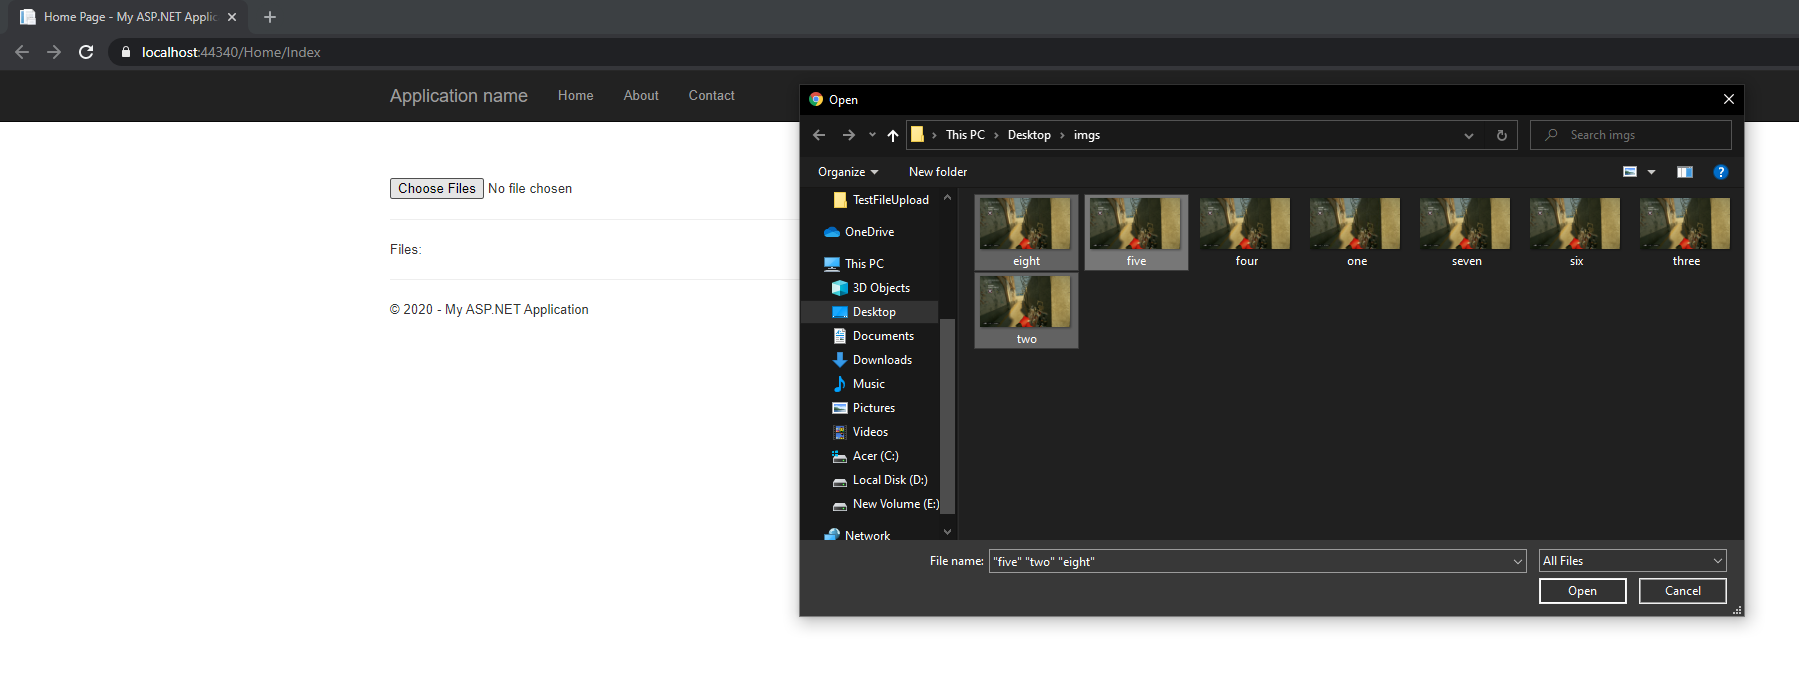 Home Page - My ASP.NET Applic
localhost:44340/Home/Index
Application name Home About Contact
Choose Files No file chosen
Files:
© 2020 - My ASP.NET Application
Open
This PC Desktop imgs
Search imgs
Organize New folder
TestFileUpload
OneDrive
This PC
3D Objects
Desktop
Documents
Downloads
Music
Pictures
Videos
Acer (C:)
Local Disk (D:)
New Volume (E:)
Network
eight five four one seven six three
two
File name: "five" "two" "eight" All Files
Open Cancel